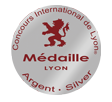 Concours International de Lyon
Médaille
LYON
Argent • Silver